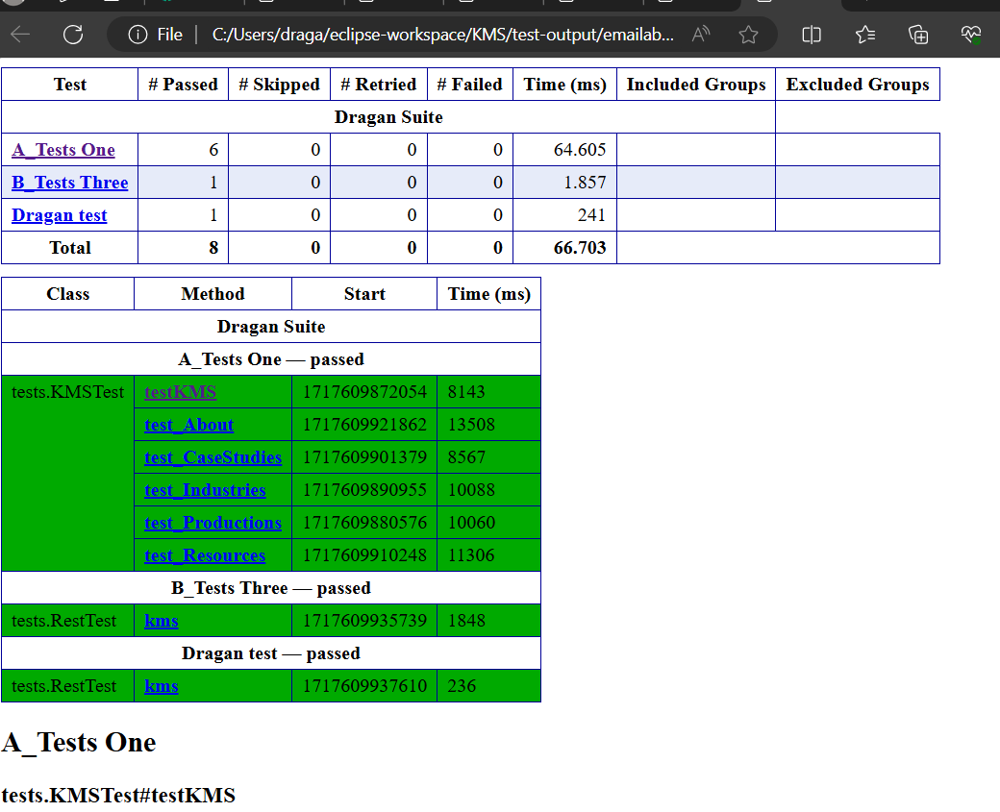 File | C:/Users/draga/eclipse-workspace/KMS/test-output/emailab... A
Test # Passed # Skipped # Retried # Failed Time (ms) Included Groups Excluded Groups
Dragan Suite
A_Tests One 6 0 0 0 64.605
B_Tests Three 1 0 0 0 1.857
Dragan test 1 0 0 0 241
Total 8 0 0 0 66.703
Class Method Start Time (ms)
Dragan Suite
A_Tests One — passed
tests.KMSTest testKMS 1717609872054 8143
test_About 1717609921862 13508
test_CaseStudies 1717609901379 8567
test_Industries 1717609890955 10088
test_Productions 1717609880576 10060
test_Resources 1717609910248 11306
B_Tests Three — passed
tests.RestTest kms 1717609935739 1848
Dragan test — passed
tests.RestTest kms 1717609937610 236
A_Tests One
tests.KMSTest#testKMS